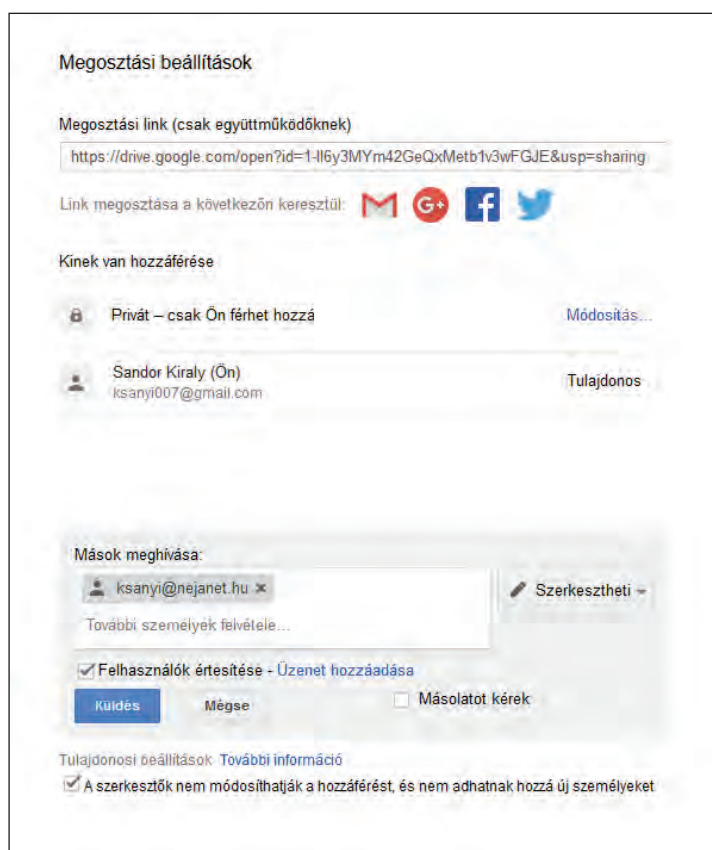 Megosztási beállítások
Megosztási link (csak együttműködőknek)
https://drive.google.com/open?id=1-lI6y3MYm42GeQxMetb1v3wFGJE&usp=sharing
Link megosztása a következőn keresztül: G+ f
Kinek van hozzáférése
Privát – csak Ön férhet hozzá Módosítás...
Sandor Kiraly (Ön) Tulajdonos
ksanyi007@gmail.com
Mások meghívása:
ksanyi@nejanet.hu × Szerkesztheti
További személyek felvétele...
Felhasználók értesítése - Üzenet hozzáadása
Küldés Mégse Másolatot kérek
Tulajdonosi beállítások További információ
A szerkesztők nem módosíthatják a hozzáférést, és nem adhatnak hozzá új személyeket